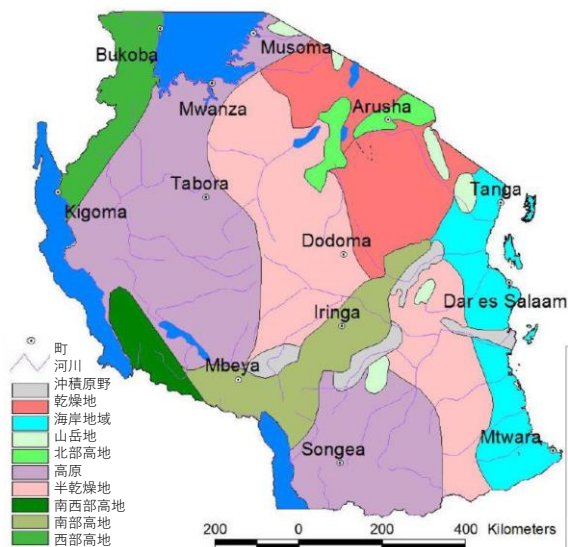 Bukoba
Musoma
Mwanza
Arusha
Kigoma
Tabora
Tanga
Dodoma
Dar es Salaam
Iringa
Mbeya
Songea
Mtwara
町
河川
沖積原野
乾燥地
海岸地域
山岳地
北部高地
高原
半乾燥地
南西部高地
南部高地
西部高地
200 0 200 400 Kilometers